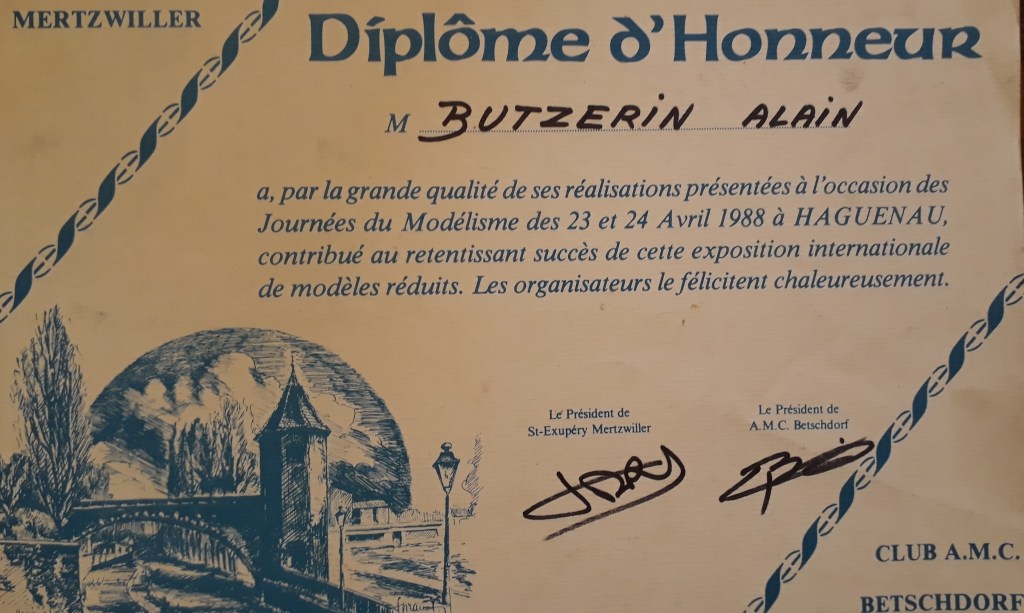 MERTZWILLER
Diplôme d'Honneur
M BUTZERIN ALAIN
a, par la grande qualité de ses réalisations présentées à l'occasion des
Journées du Modélisme des 23 et 24 Avril 1988 à HAGUENAU,
contribué au retentissant succès de cette exposition internationale
de modèles réduits. Les organisateurs le félicitent chaleureusement.
Le Président de
St-Exupéry Mertzwiller
Le Président de
A.M.C. Betschdorf
CLUB A.M.C.
BETSCHDORF